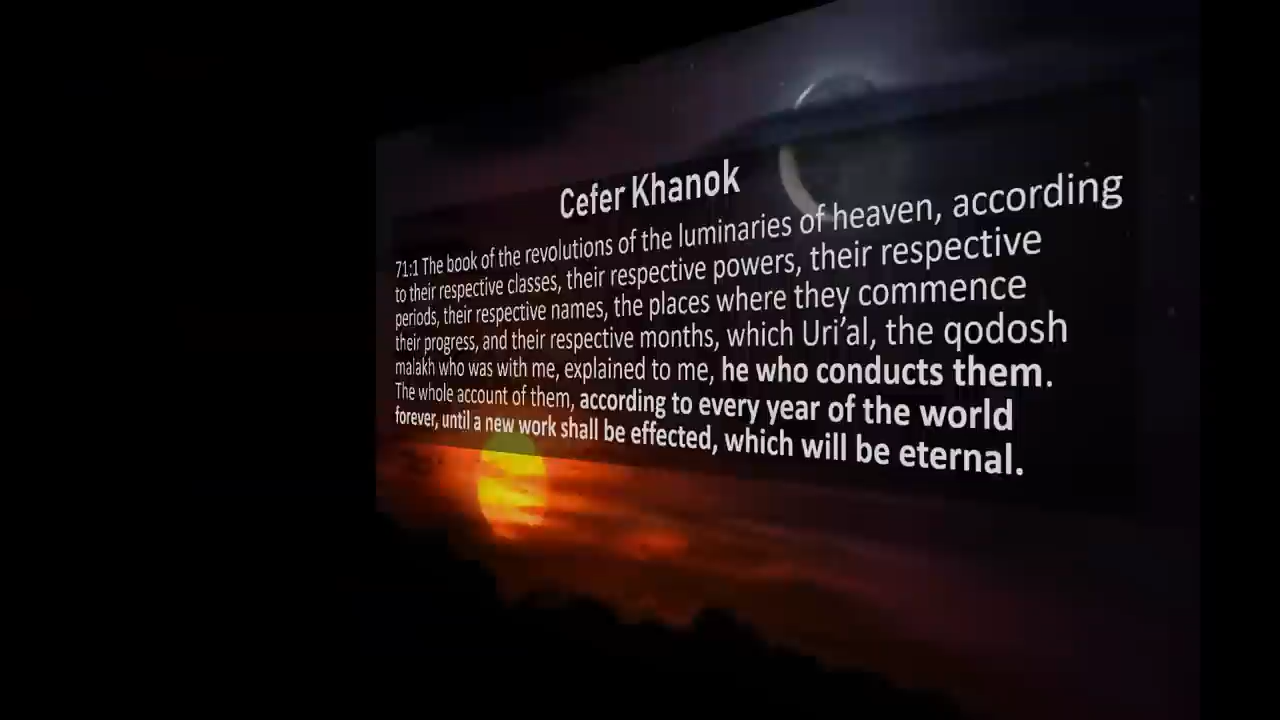 Cefer Khanok
71:1 The book of the revolutions of the luminaries of heaven, according
to their respective classes, their respective powers, their respective
periods, their respective names, the places where they commence
their progress, and their respective months, which Uri’al, the qodosh
malakh who was with me, explained to me, he who conducts them.
The whole account of them, according to every year of the world
forever, until a new work shall be effected, which will be eternal.